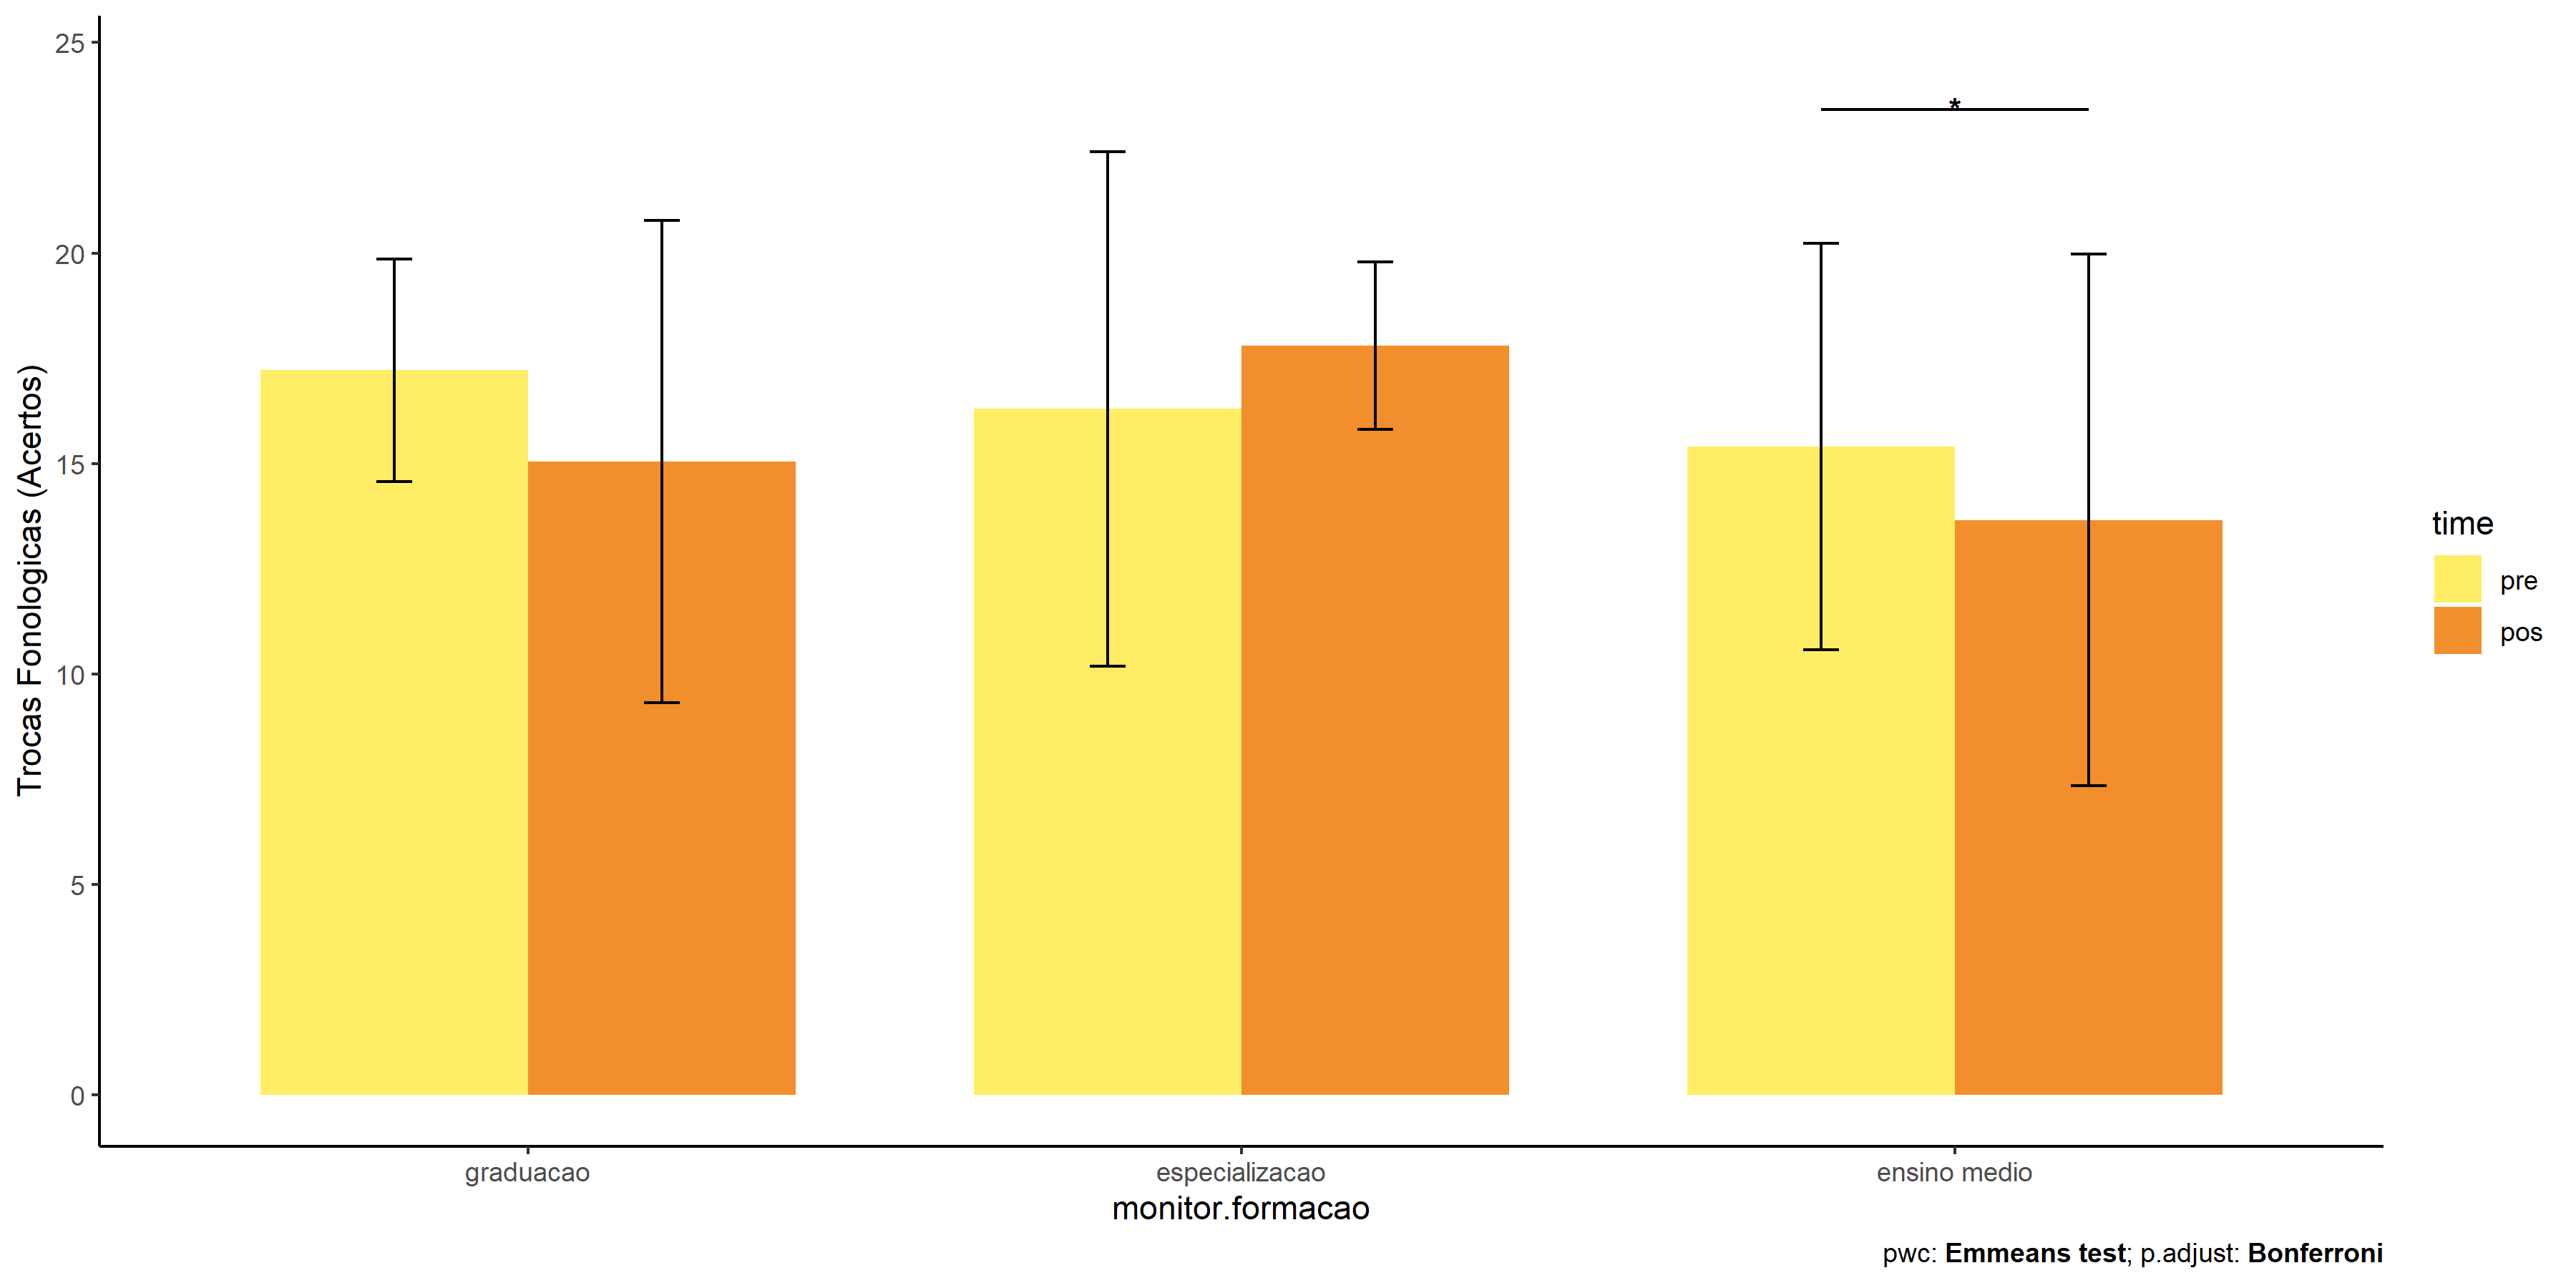 Trocas Fonologicas (Acertos)
25
20
15
10
5
0
*
graduacao
especializacao
ensino medio
monitor.formacao
time
pre
pos
pwc: Emmeans test; p.adjust: Bonferroni